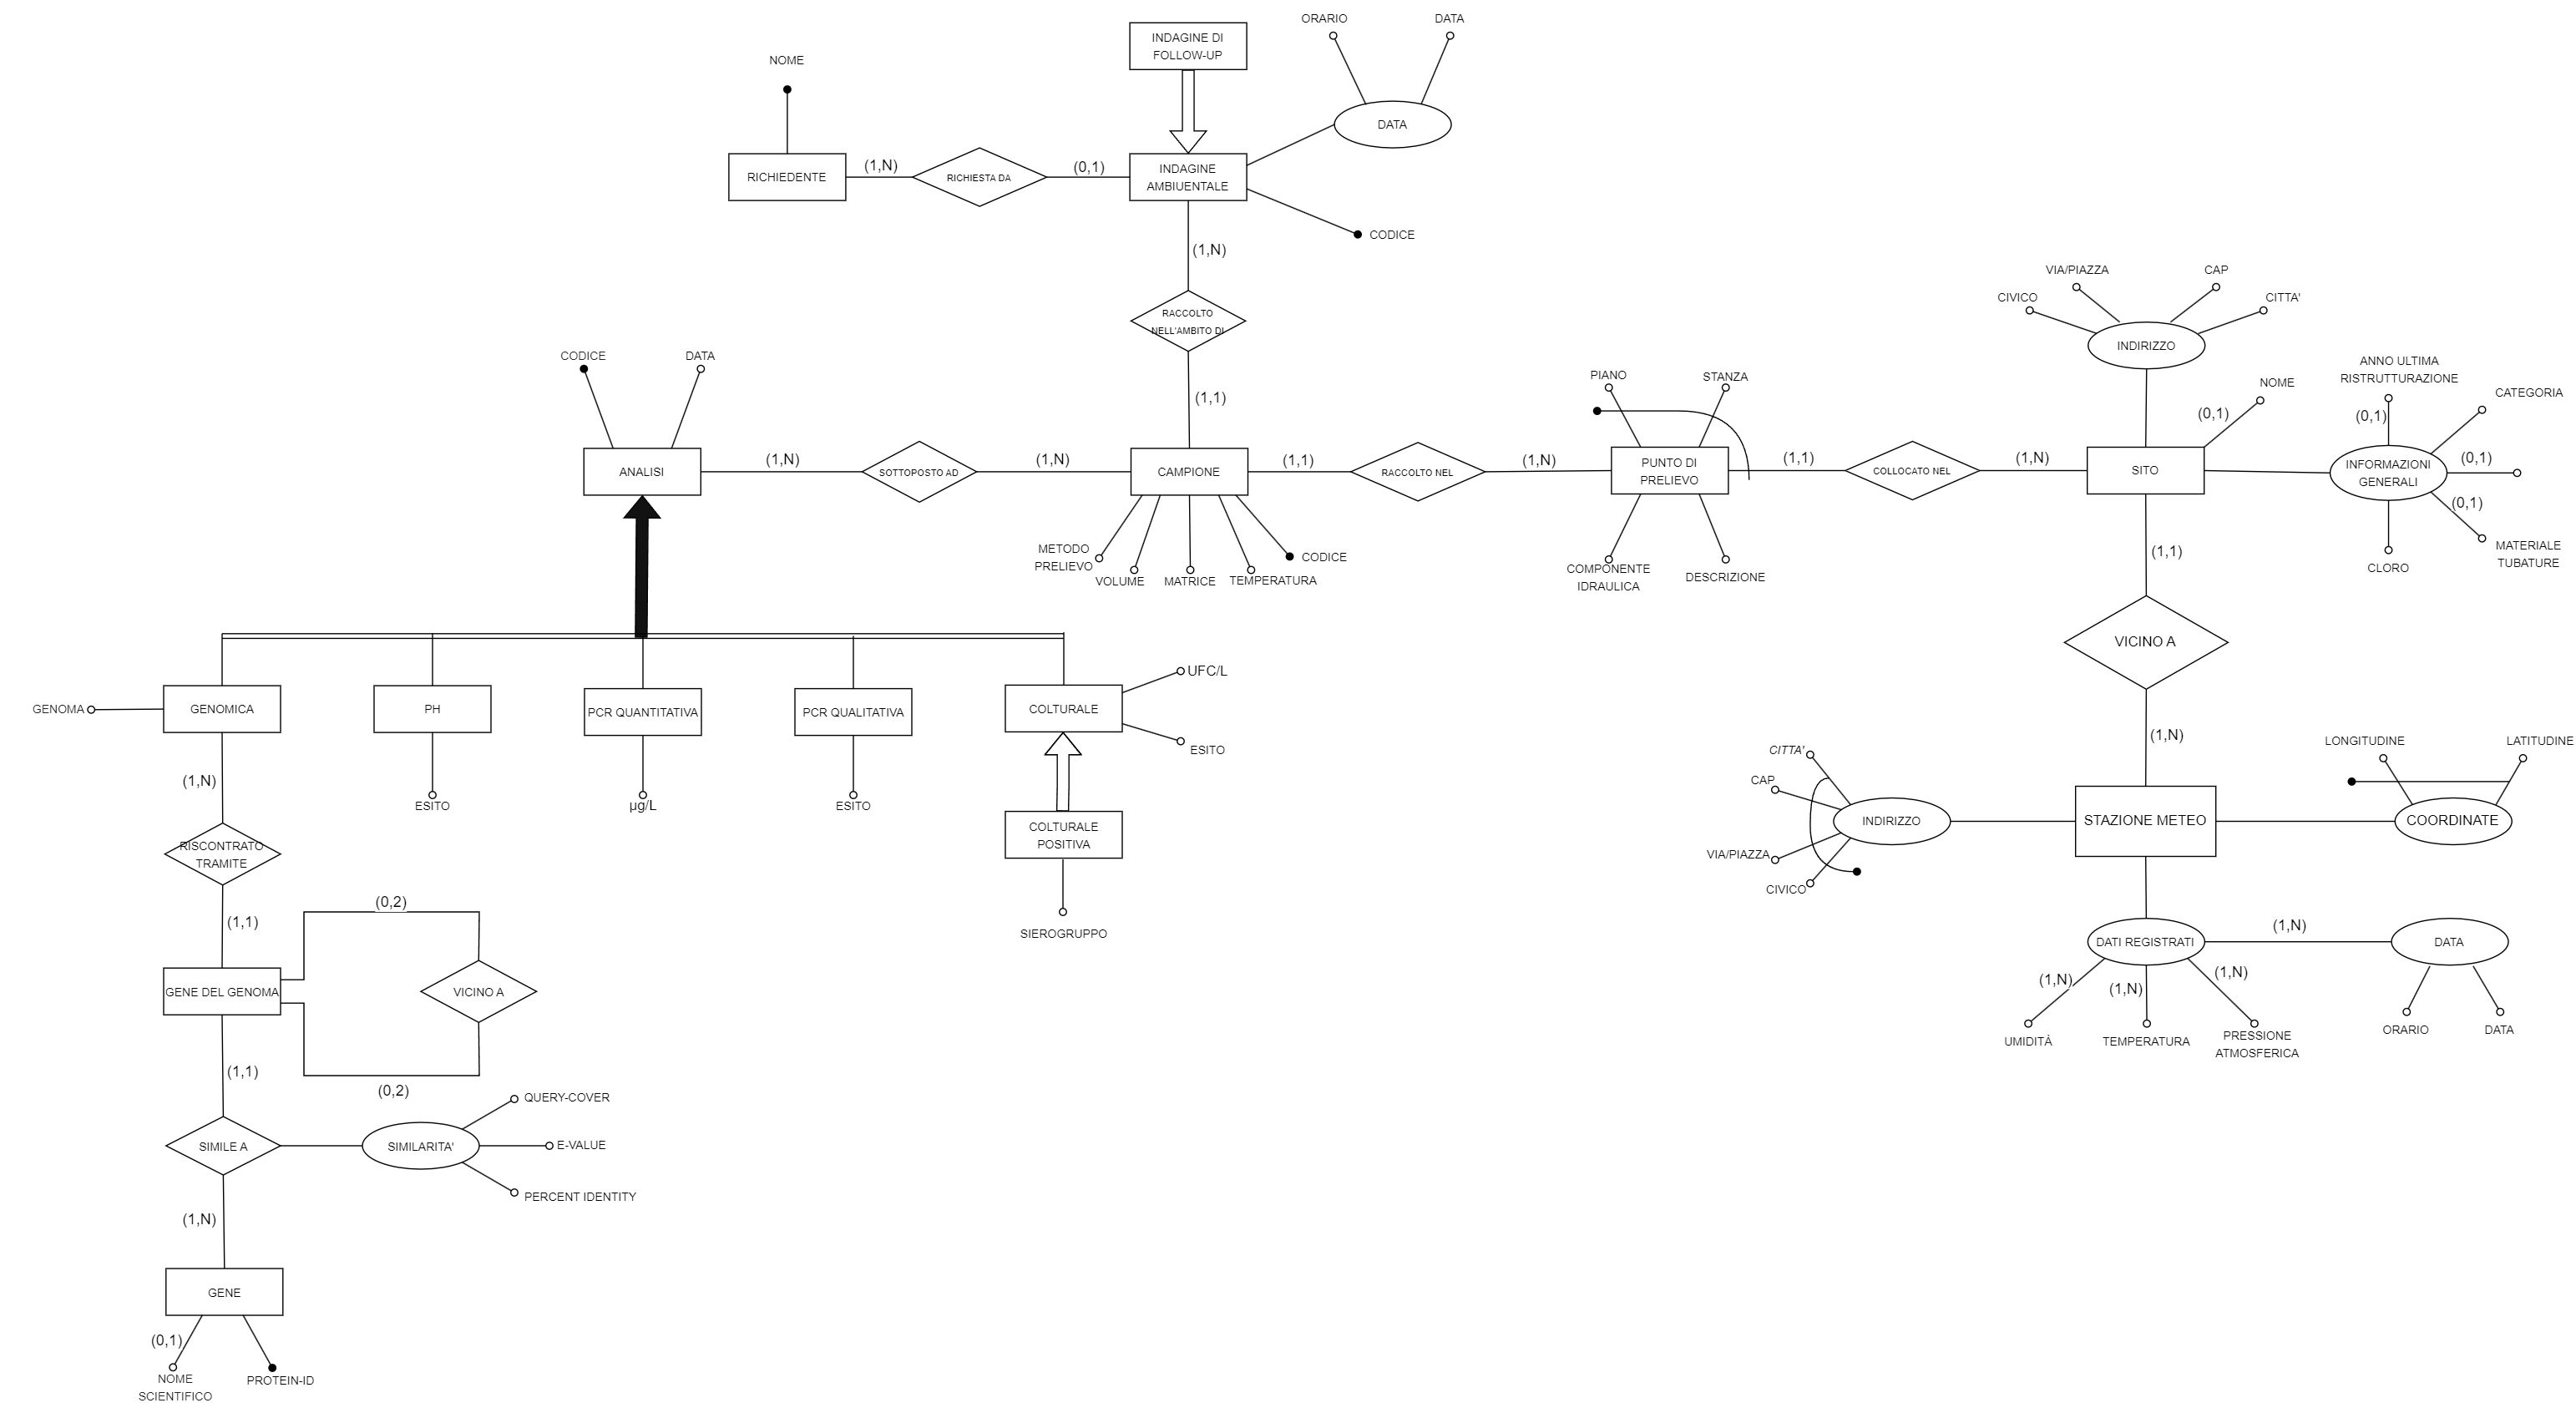 ORARIO
DATA
INDAGINE DI
FOLLOW-UP
NOME
DATA
RICHIEDENTE
(1,N)
RICHIESTA DA
(0,1)
INDAGINE
AMBIUENTALE
CODICE
(1,N)
RACCOLTO
NELL'AMBITO DI
(1,1)
VIA/PIAZZA
CAP
CIVICO
CITTA'
INDIRIZZO
CODICE
DATA
PIANO
STANZA
NOME
(0,1)
ANNO ULTIMA
RISTRUTTURAZIONE
(0,1)
CATEGORIA
ANALISI
(1,N)
SOTTOPOSTO AD
(1,N)
CAMPIONE
(1,1)
RACCOLTO NEL
(1,N)
PUNTO DI
PRELIEVO
(1,1)
COLLOCATO NEL
(1,N)
SITO
INFORMAZIONI
GENERALI
(0,1)
(0,1)
METODO
PRELIEVO
VOLUME
MATRICE
TEMPERATURA
CODICE
COMPONENTE
IDRAULICA
DESCRIZIONE
CLORO
MATERIALE
TUBATURE
(1,1)
VICINO A
(1,N)
GENOMA
GENOMICA
PH
PCR QUANTITATIVA
PCR QUALITATIVA
COLTURALE
UFC/L
ESITO
ESITO
µg/L
ESITO
COLTURALE
POSITIVA
SIEROGRUPPO
(1,N)
RISCONTRATO
TRAMITE
(1,1)
CITTA'
CAP
VIA/PIAZZA
CIVICO
INDIRIZZO
STAZIONE METEO
LONGITUDINE
LATITUDINE
COORDINATE
DATI REGISTRATI
(1,N)
DATA
(1,N)
(1,N)
(1,N)
UMIDITÀ
TEMPERATURA
PRESSIONE
ATMOSFERICA
ORARIO
DATA
(0,2)
GENE DEL GENOMA
VICINO A
(0,2)
(1,1)
SIMILE A
SIMILARITA'
QUERY-COVER
E-VALUE
PERCENT IDENTITY
(1,N)
GENE
(0,1)
NOME
SCIENTIFICO
PROTEIN-ID